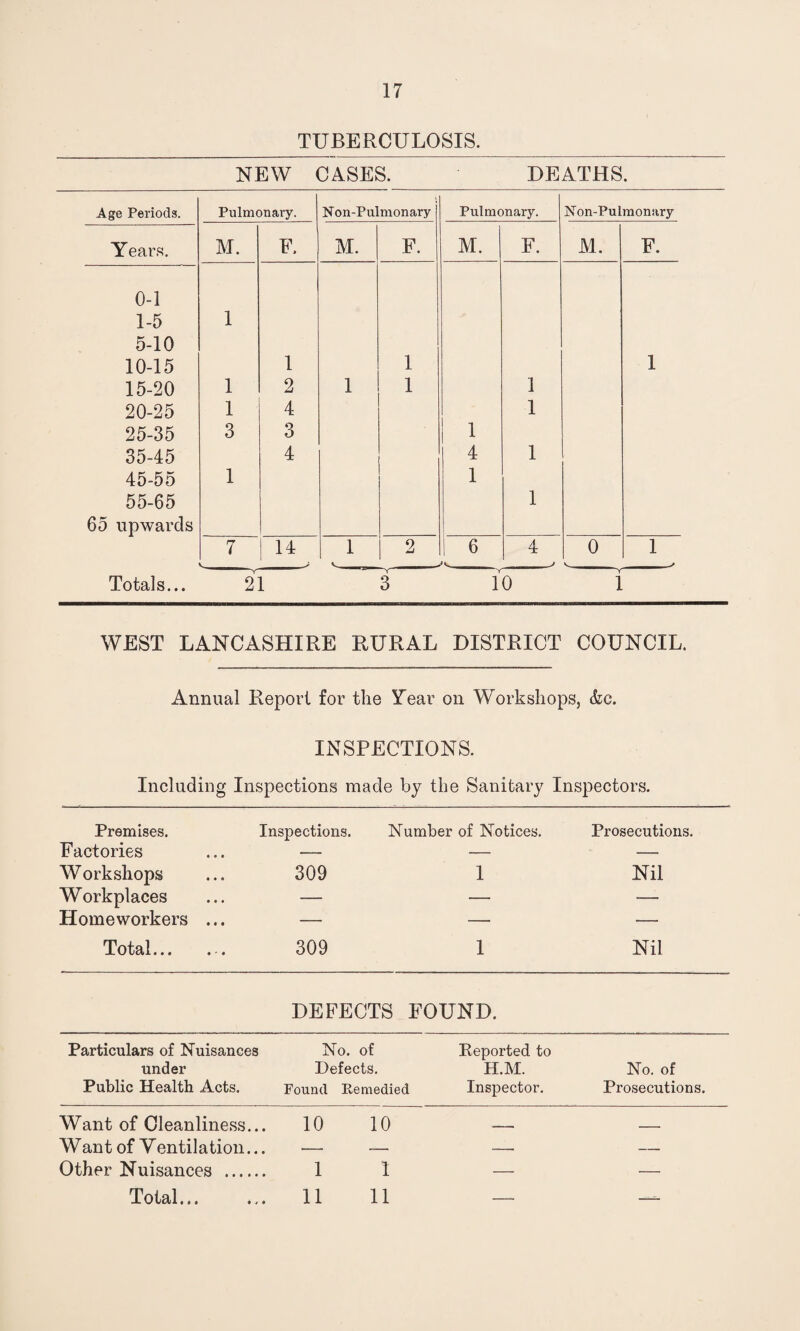 17
TUBERCULOSIS.
NEW CASES. DEATHS.
Age Periods. Pulmonary. Non-Pulmonary Pulmonary. Non-Pulmonary
Years. M. F. M. F. M. F. M. F.
0-1
1-5 1
5-10
10-15 1 1 1
15-20 1 2 1 1 1
20-25 1 4 1
25-35 3 3 1
35-45 4 4 1
45-55 1 1
55-65 1
65 upwards
7 14 1 2 6 4 0 1
Totals... 21 3 10 1
WEST LANCASHIRE RURAL DISTRICT COUNCIL.
Annual Report for the Year on Workshops, &c.
INSPECTIONS.
Including Inspections made by the Sanitary Inspectors.
Premises. Inspections. Number of Notices. Prosecutions.
Factories ... — — —
Workshops ... 309 1 Nil
Workplaces ... — — —
Homeworkers ... — — —
Total... ... 309 1 Nil
DEFECTS FOUND.
Particulars of Nuisances No. of Reported to
under Defects. H.M. No. of
Public Health Acts. Found Remedied Inspector. Prosecutions.
Want of Cleanliness... 10 10 — —
Want of Ventilation... — — — —
Other Nuisances ...... 1 1 — —
Total... ... 11 11 — —